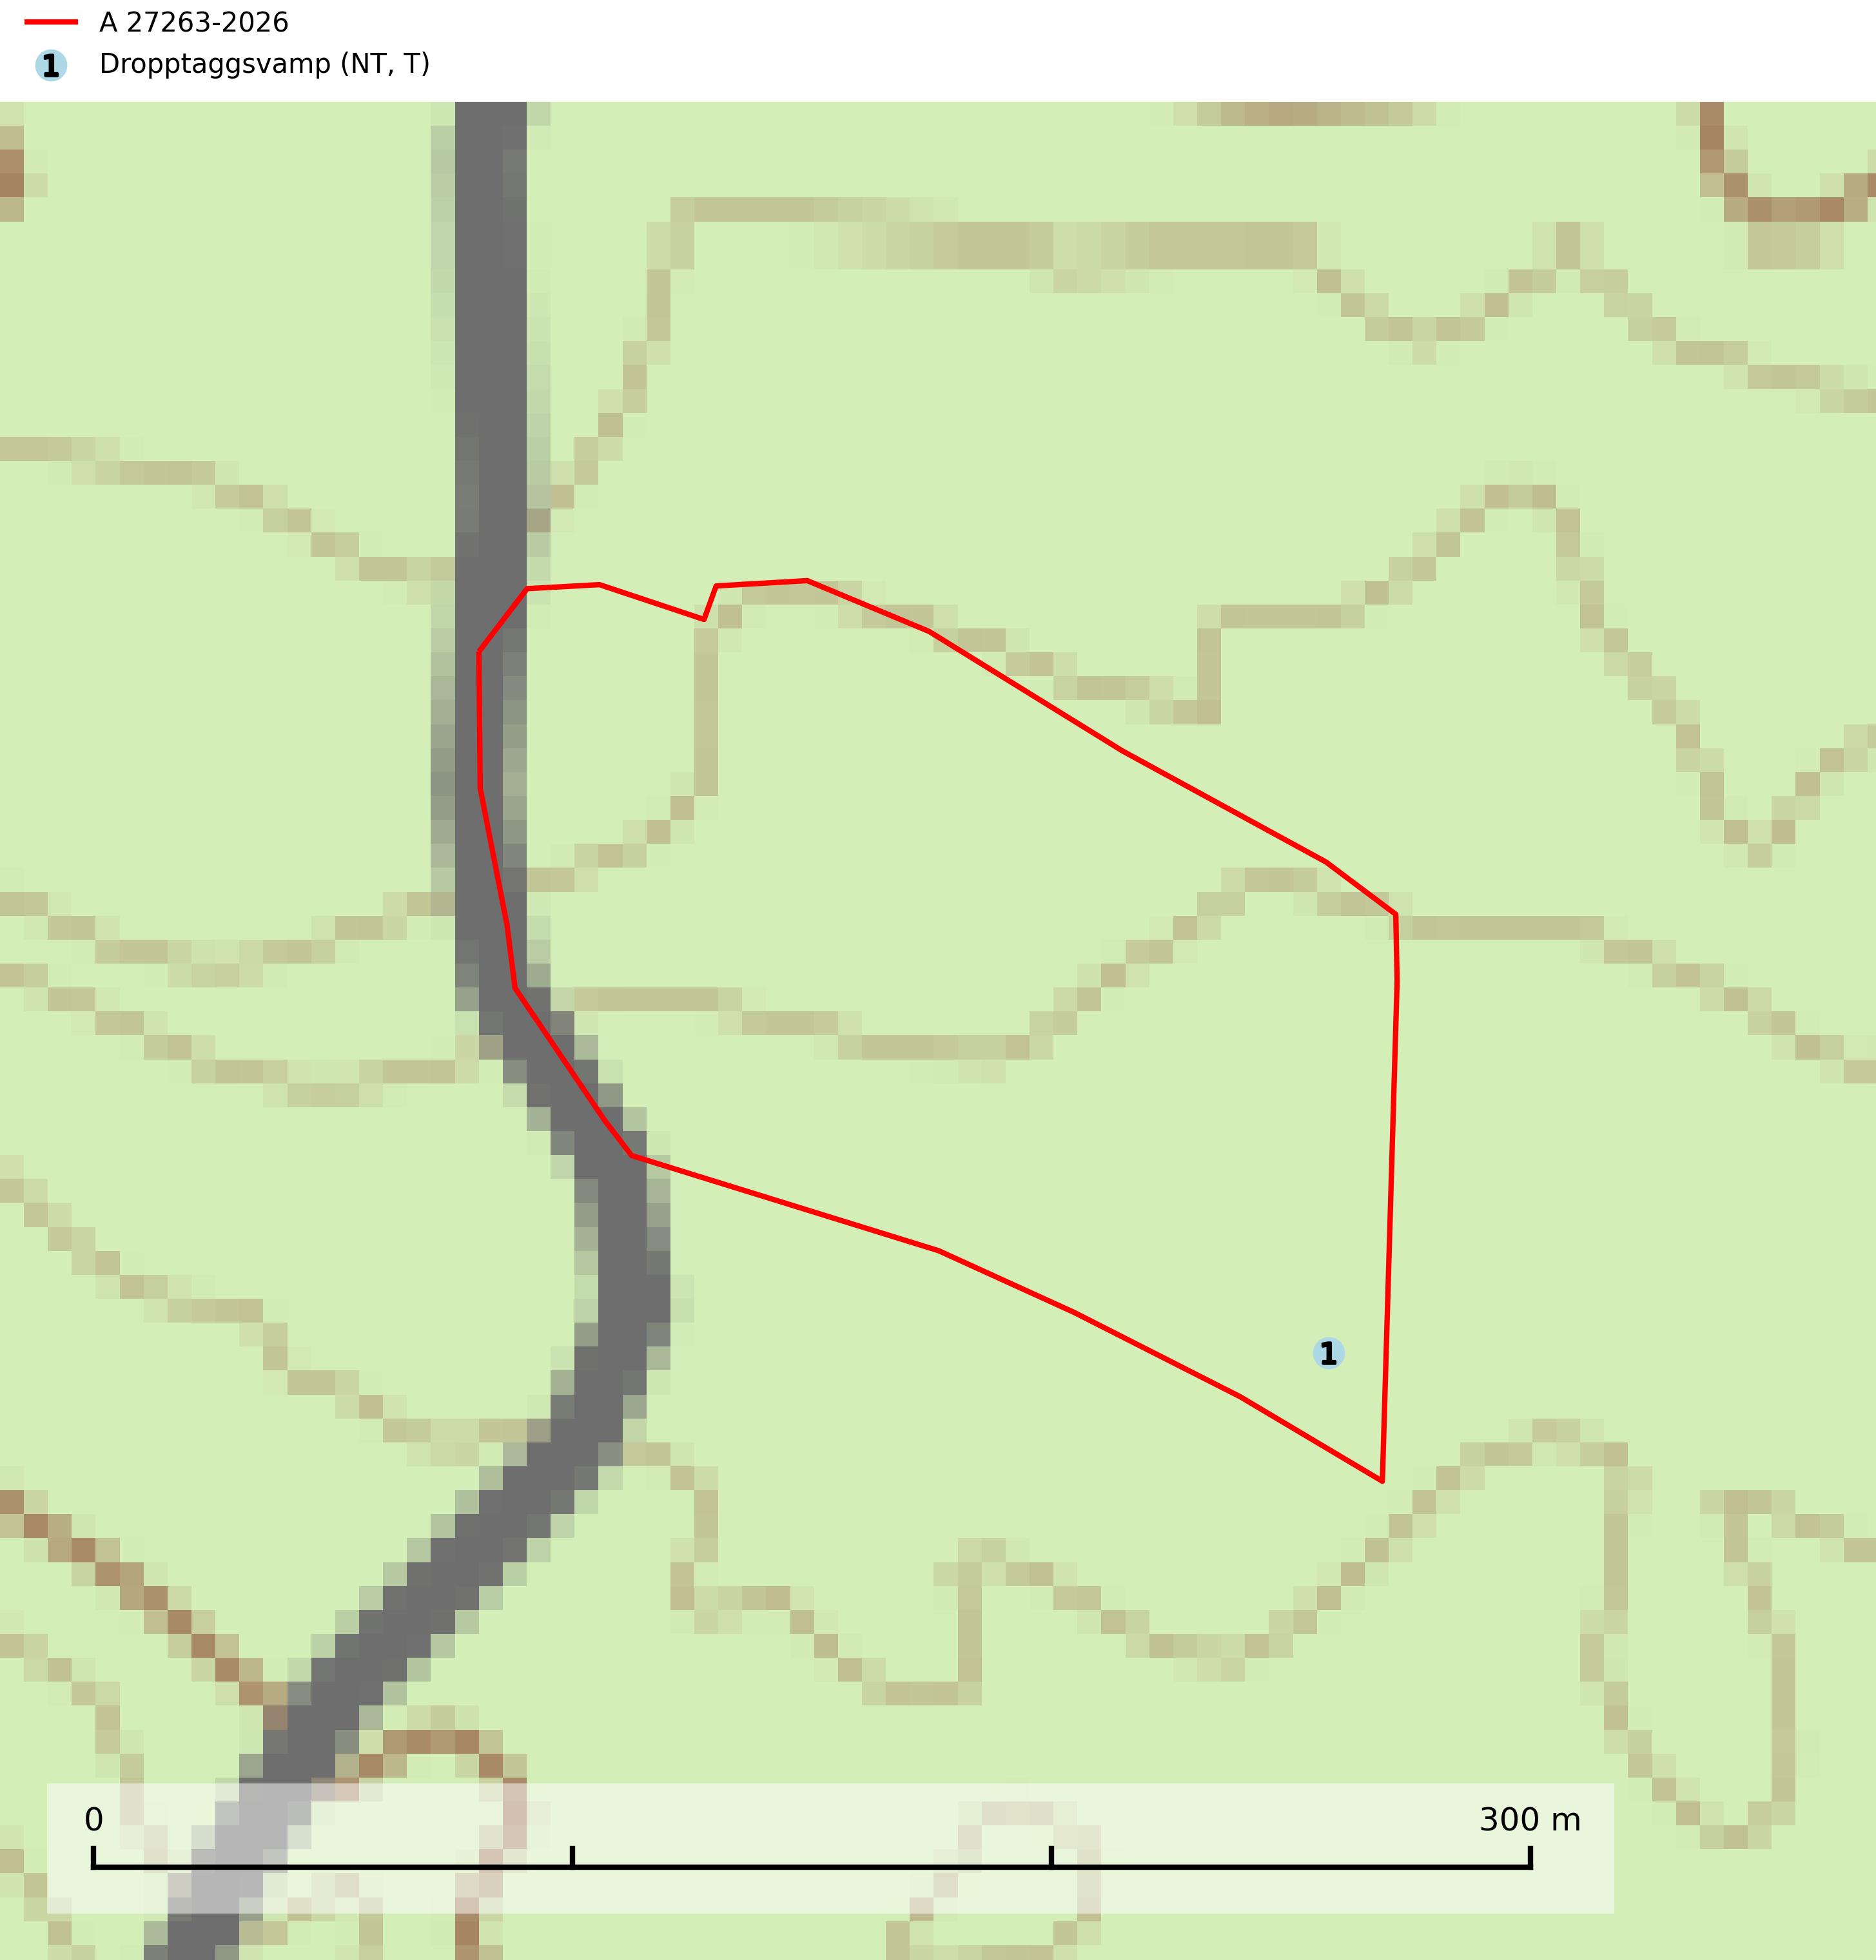 A 27263-2026
1 Dropptaggsvamp (NT, T)
1
0 300 m